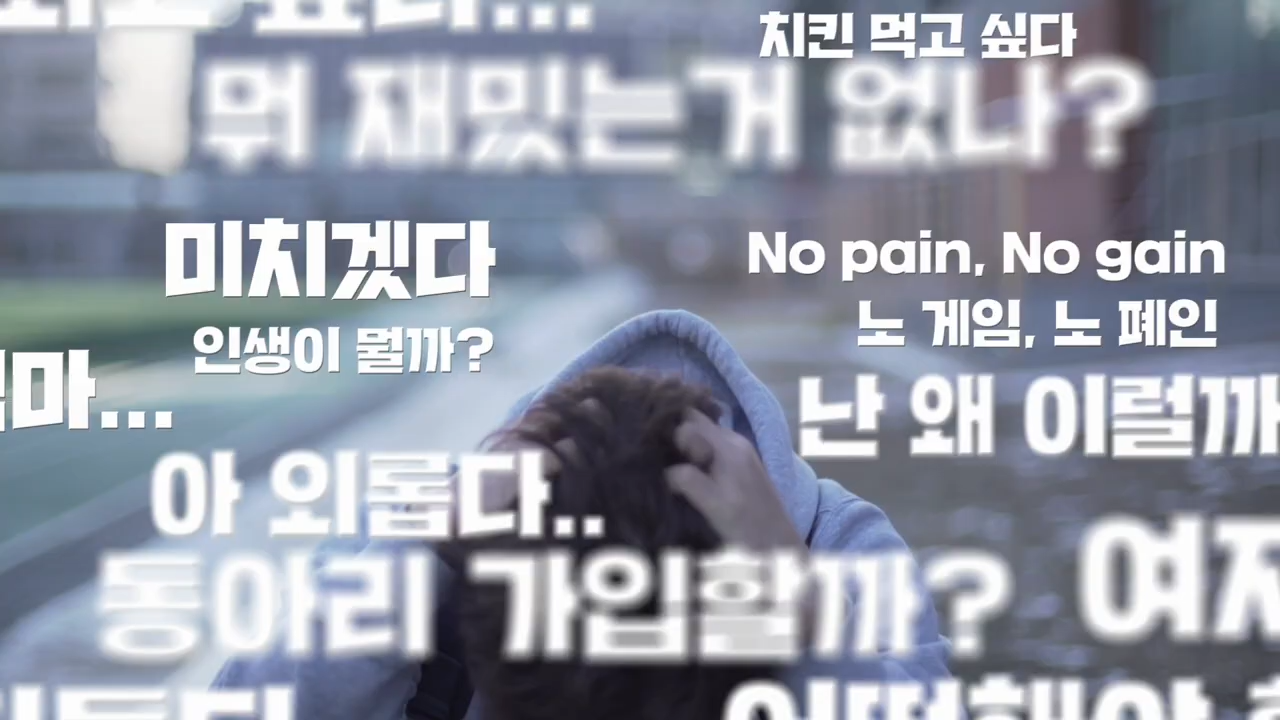 치킨 먹고 싶다
뭐 재밌는거 없나?
미치겠다
No pain, No gain
인생이 뭘까?
노 게임, 노 페인
난 왜 이럴까
아 외롭다..
동아리 가입할까?